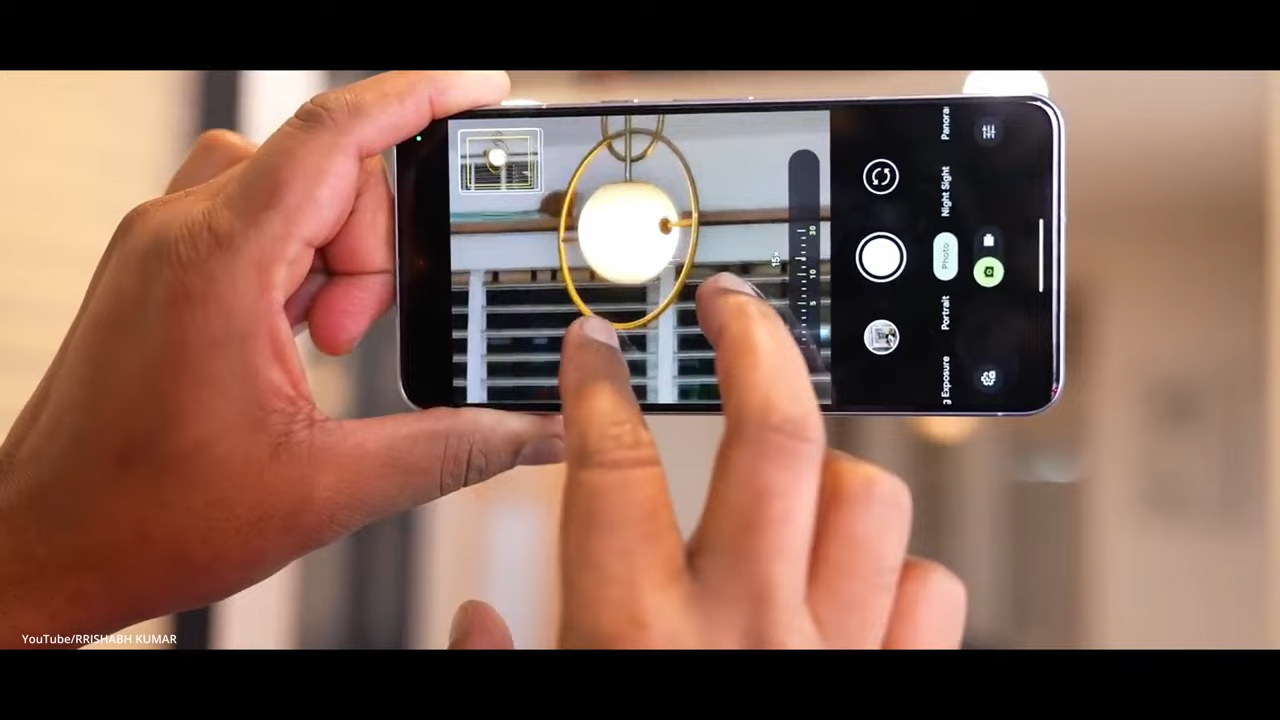 15×
30
10
5
Panora
Night Sight
Photo
Portrait
g Exposure
YouTube/RRISHABH KUMAR